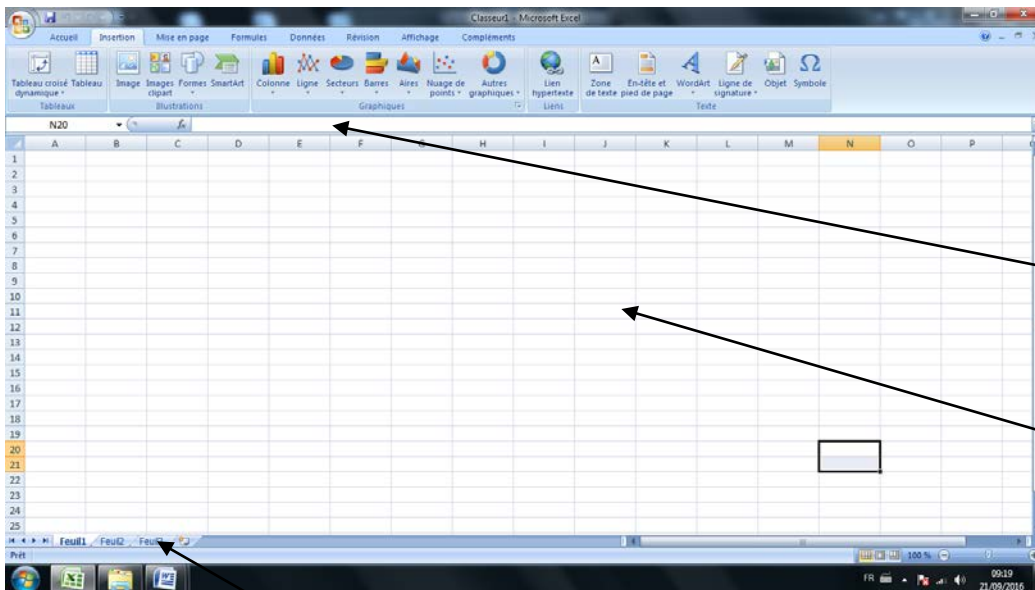 Classeur1 - Microsoft Excel
Accueil Insertion Mise en page Formules Données Révision Affichage Compléments
Tableau croisé dynamique Tableau Image Images clipart Formes SmartArt Colonne Ligne Secteurs Barres Aires Nuage de points Autres graphiques Lien hypertexte Zone de texte En-tête et pied de page WordArt Ligne de signature Objet Symbole
Tableaux Illustrations Graphiques Liens Texte
N20 fx
A B C D E F G H I J K L M N O P
1
2
3
4
5
6
7
8
9
10
11
12
13
14
15
16
17
18
19
20
21
22
23
24
25
Feuil1 Feuil2
Prêt 100 %
FR 09:19
21/09/2016